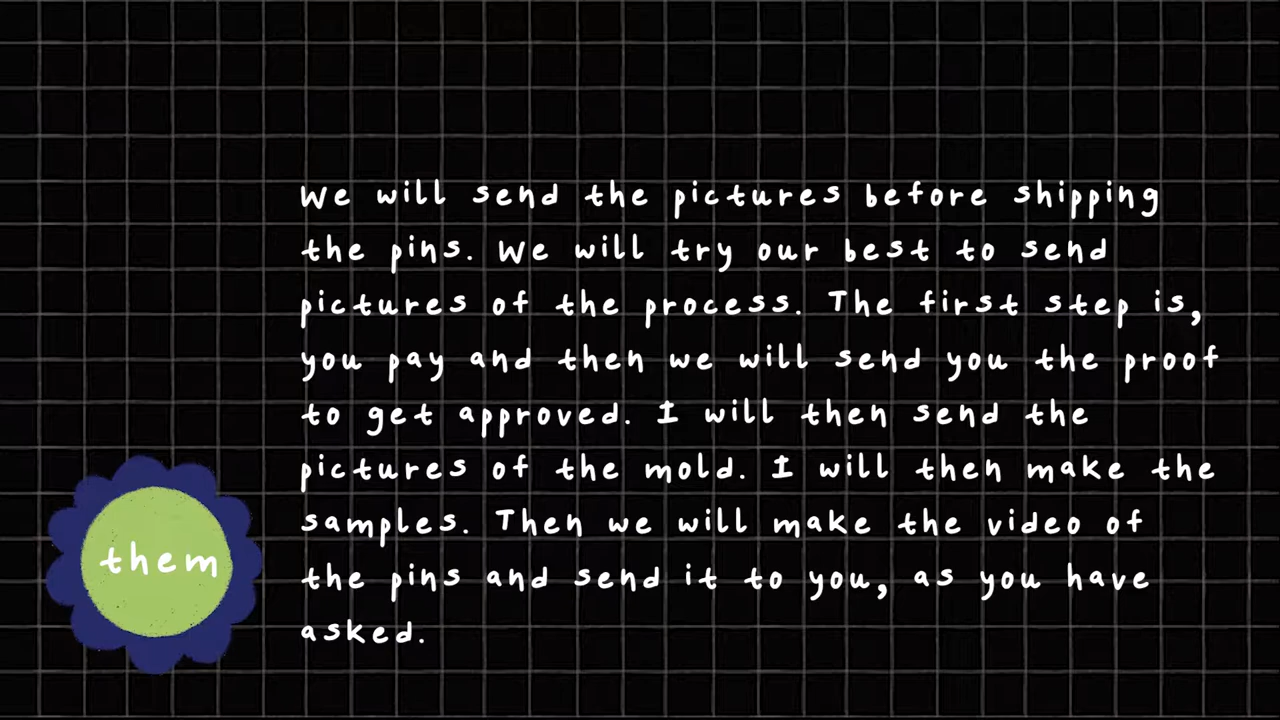 We will send the pictures before shipping
the pins. We will try our best to send
pictures of the process. The first step is,
you pay and then we will send you the proof
to get approved. I will then send the
pictures of the mold. I will then make the
samples. Then we will make the video of
the pins and send it to you, as you have
asked.
them